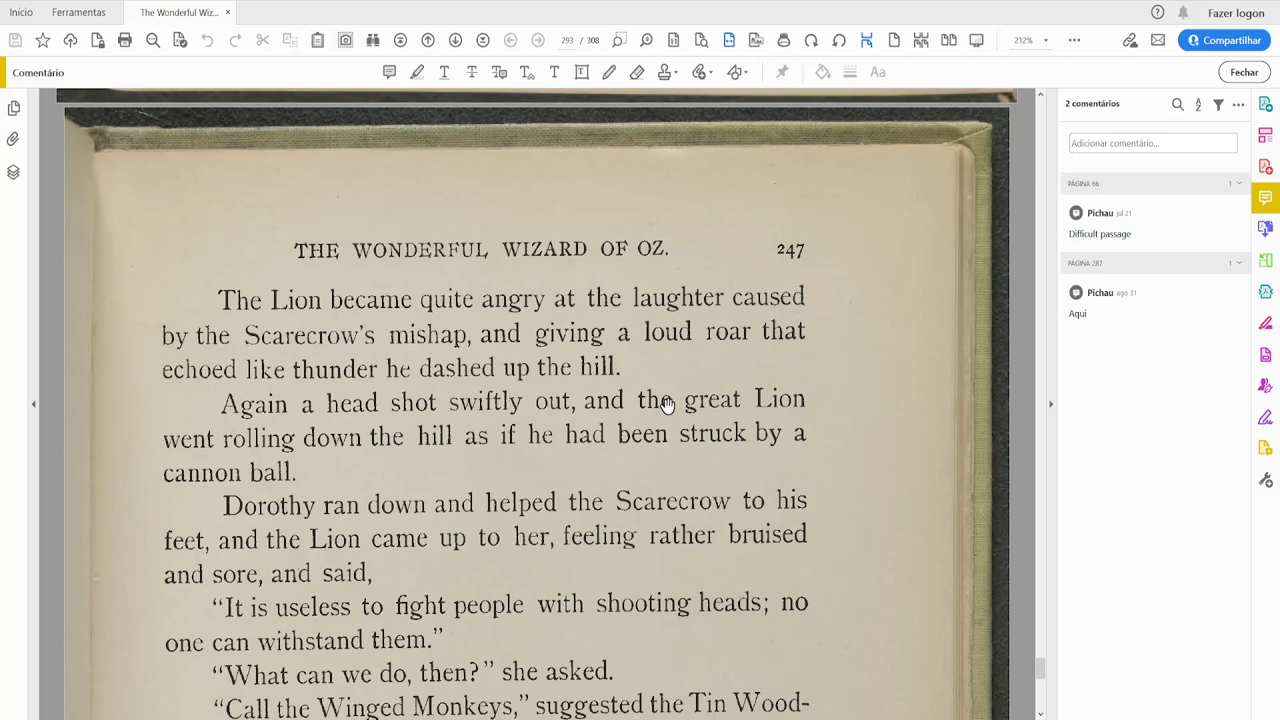 Início
Ferramentas
The Wonderful Wiz...
Fazer logon
293 / 308
212%
Compartilhar
Comentário
Aa
Fechar
THE WONDERFUL WIZARD OF OZ. 247
The Lion became quite angry at the laughter caused
by the Scarecrow's mishap, and giving a loud roar that
echoed like thunder he dashed up the hill.
Again a head shot swiftly out, and the great Lion
went rolling down the hill as if he had been struck by a
cannon ball.
Dorothy ran down and helped the Scarecrow to his
feet, and the Lion came up to her, feeling rather bruised
and sore, and said,
“It is useless to fight people with shooting heads; no
one can withstand them.”
“What can we do, then?” she asked.
“Call the Winged Monkeys,” suggested the Tin Wood-
2 comentários
Adicionar comentário...
PÁGINA 66 1
Pichau jul 21
Difficult passage
PÁGINA 287 1
Pichau ago 31
Aqui